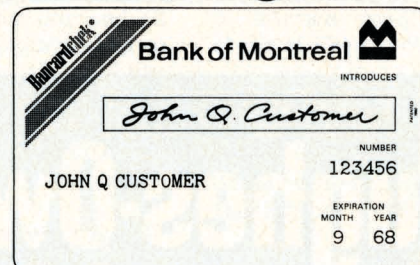 Bancardchek®
Bank of Montreal
INTRODUCES
John Q. Customer
NUMBER
123456
JOHN Q CUSTOMER
EXPIRATION
MONTH YEAR
9 68